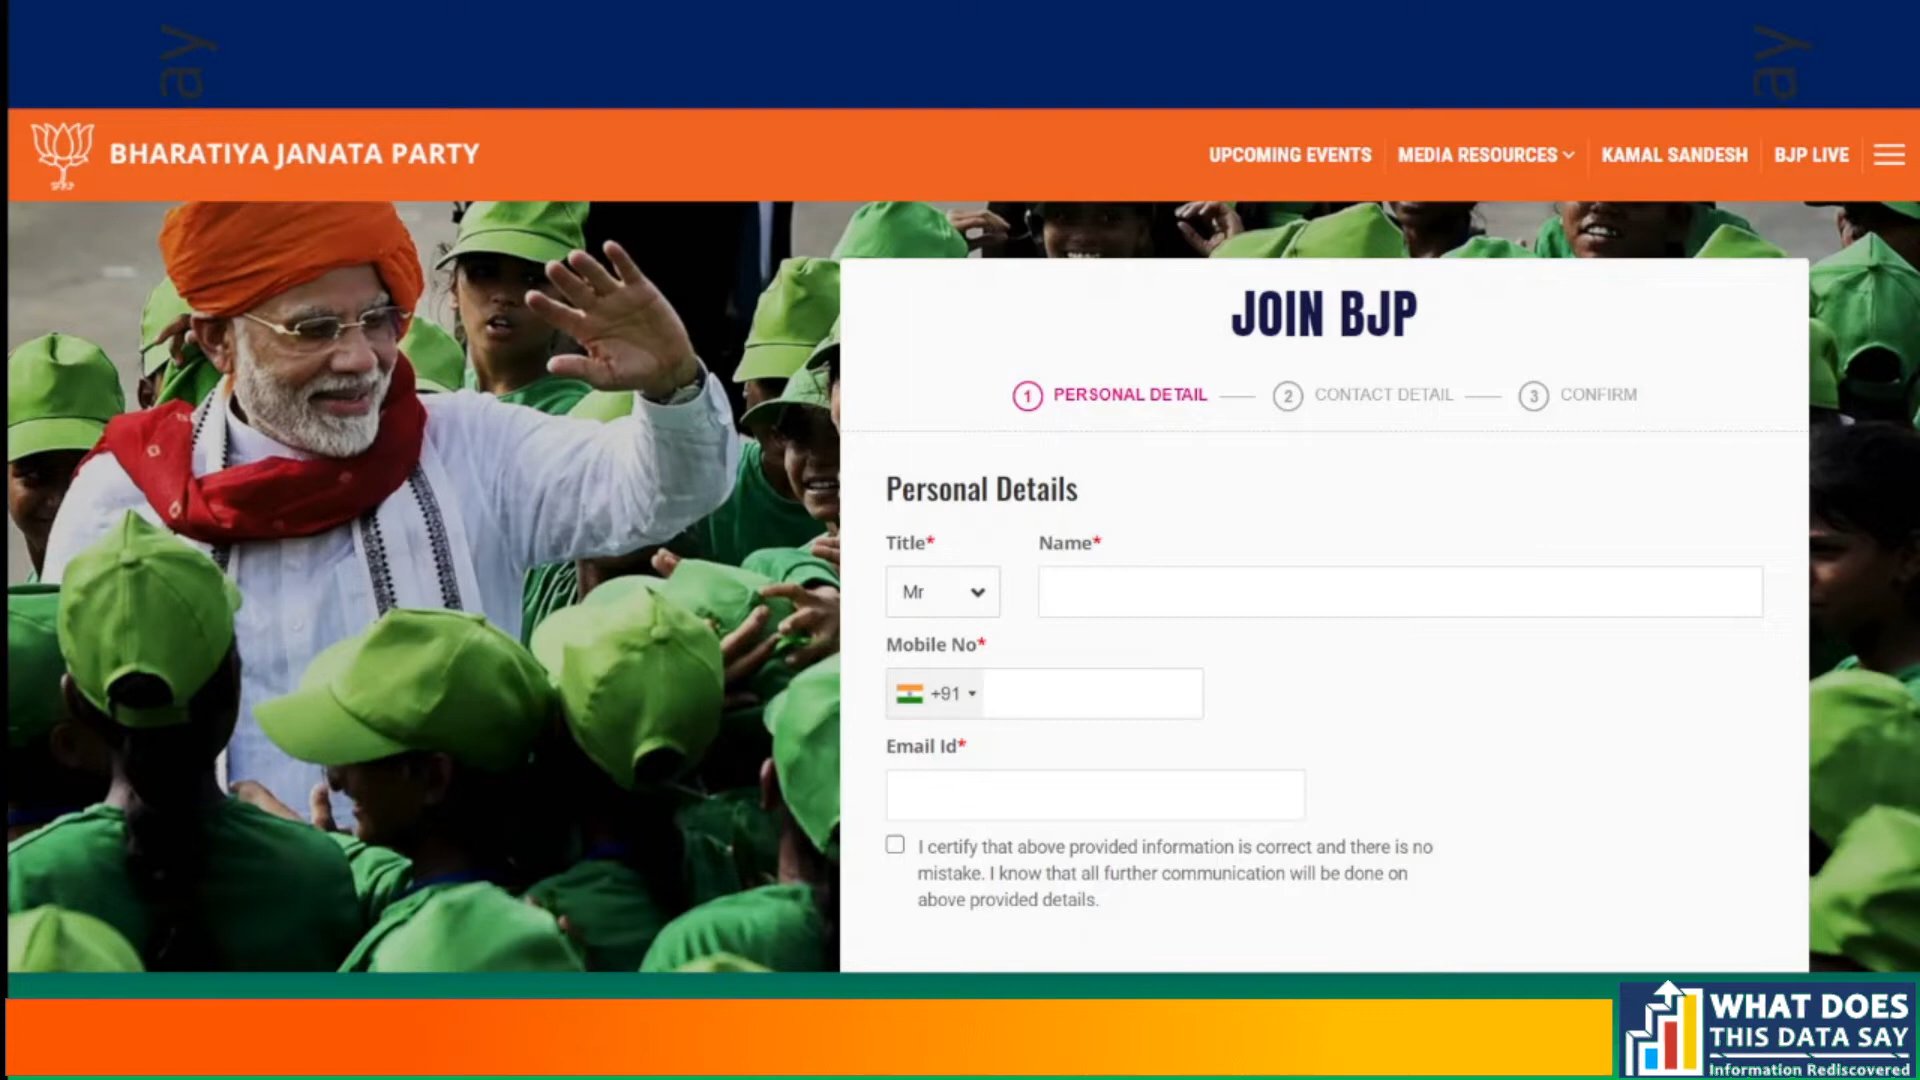 ay
ay
BHARATIYA JANATA PARTY
UPCOMING EVENTS
MEDIA RESOURCES
KAMAL SANDESH
BJP LIVE
JOIN BJP
1 PERSONAL DETAIL
2 CONTACT DETAIL
3 CONFIRM
Personal Details
Title*
Name*
Mr
Mobile No*
+91
Email Id*
I certify that above provided information is correct and there is no
mistake. I know that all further communication will be done on
above provided details.
WHAT DOES
THIS DATA SAY
Information Rediscovered